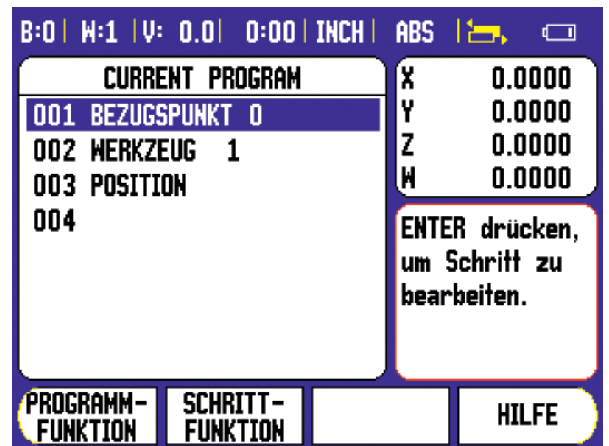 B:0 | W:1 | V: 0.0 | 0:00 | INCH | ABS |
CURRENT PROGRAM
001 BEZUGSPUNKT 0
002 WERKZEUG 1
003 POSITION
004
X 0.0000
Y 0.0000
Z 0.0000
W 0.0000
ENTER drücken,
um Schritt zu
bearbeiten.
PROGRAMM-
FUNKTION
SCHRITT-
FUNKTION
HILFE